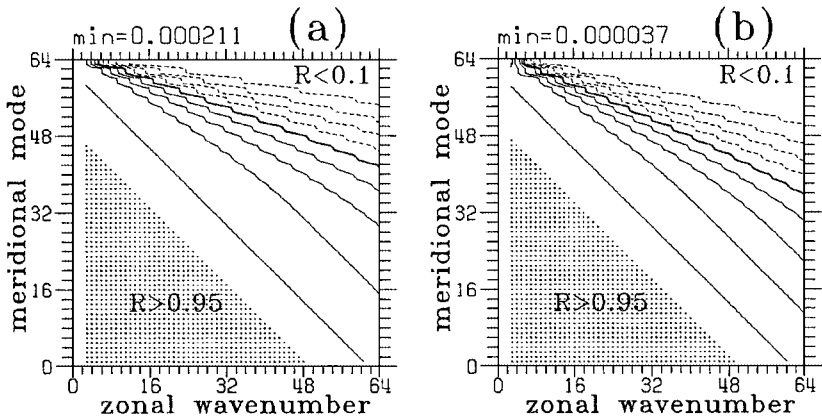 min=0.000211 (a)
64
48
32
16
0
meridional mode
R<0.1
R>0.95
0 16 32 48 64
zonal wavenumber
min=0.000037 (b)
64
48
32
16
0
meridional mode
R<0.1
R>0.95
0 16 32 48 64
zonal wavenumber